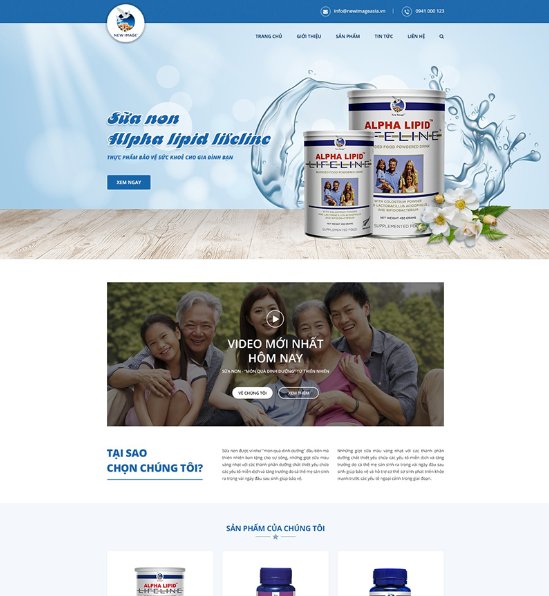 info@newimageasia.vn | 0941 000 123
NEW IMAGE
TRANG CHỦ GIỚI THIỆU SẢN PHẨM TIN TỨC LIÊN HỆ
Sữa non
Alpha lipid lifeline
THỰC PHẨM BẢO VỆ SỨC KHOẺ CHO GIA ĐÌNH BẠN
XEM NGAY
ALPHA LIPID
LIFELINE
ALPHA LIPID
LIFELINE
VIDEO MỚI NHẤT
HÔM NAY
SỮA NON - "MÓN QUÀ DINH DƯỠNG" TỪ THIÊN NHIÊN
VỀ CHÚNG TÔI XEM THÊM
TẠI SAO
CHỌN CHÚNG TÔI?
Sữa non được ví như "món quà dinh dưỡng" đầu tiên mà
thiên nhiên ban tặng cho sự sống, những giọt sữa màu
vàng nhạt với các thành phần dưỡng chất thiết yếu chứa
các yếu tố miễn dịch và tăng trưởng do cá thể mẹ sản sinh
ra trong vài ngày đầu sau sinh giúp bảo vệ.
Những giọt sữa màu vàng nhạt với các thành phần
dưỡng chất thiết yếu chứa các yếu tố miễn dịch và tăng
trưởng do cá thể mẹ sản sinh ra trong vài ngày đầu sau
sinh giúp bảo vệ và hỗ trợ cơ thể sơ sinh phát triển khỏe
mạnh trước các yếu tố ngoại cảnh trong giai đoạn.
SẢN PHẨM CỦA CHÚNG TÔI
ALPHA LIPID
LIFELINE